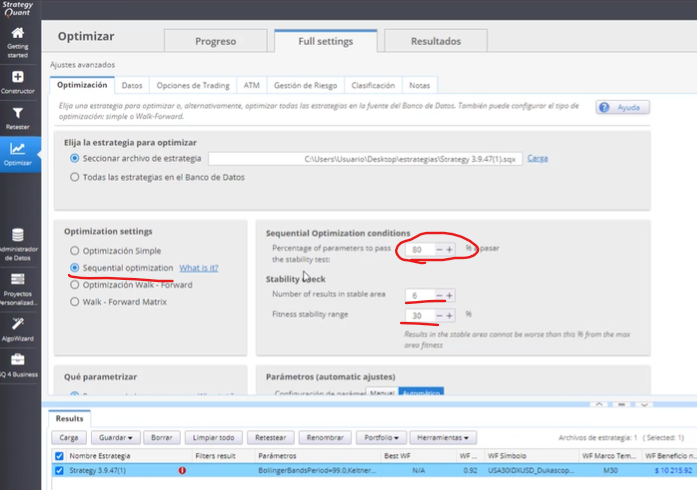 Strategy
Quant
Getting
started
Constructor
Retester
Optimizar
dministrador
de Datos
Proyectos
Personalizad...
AlgoWizard
Q 4 Business
Optimizar
Progreso
Full settings
Resultados
Ajustes avanzados
Optimización
Datos
Opciones de Trading
ATM
Gestión de Riesgo
Clasificación
Notas
Elija una estrategia para optimizar o, alternativamente, optimizar todas las estrategias en la fuente del Banco de Datos. También puede configurar el tipo de
optimización: simple o Walk-Forward.
Ayuda
Elija la estrategia para optimizar
Seccionar archivo de estrategia
C:\Users\Usuario\Desktop\estrategias\Strategy 3.9.47(1).sqx
Carga
Todas las estrategias en el Banco de Datos
Optimization settings
Optimización Simple
Sequential optimization What is it?
Optimización Walk - Forward
Walk - Forward Matrix
Sequential Optimization conditions
Percentage of parameters to pass
the stability test:
80
%
pasar
Stability check
Number of results in stable area
6
Fitness stability range
30
%
Results in the stable area cannot be worse than this % from the max
area fitness
Qué parametrizar
Parámetros (automatic ajustes)
Configuración de parámet
Manual
Automático
Results
Carga
Guardar
Borrar
Limpiar todo
Retestear
Renombrar
Portfolio
Herramientas
Archivos de estrategia: 1 (Selected: 1)
Nombre Estrategia
Filters result
Parámetros
Best WF
WF ...
WF Símbolo
WF Marco Tem...
WF Beneficio n...
Strategy 3.9.47(1)
BollingerBandsPeriod=99.0,Keltner...
N/A
0.92
USA30IDXUSD_Dukascop...
M30
$ 10 215.92